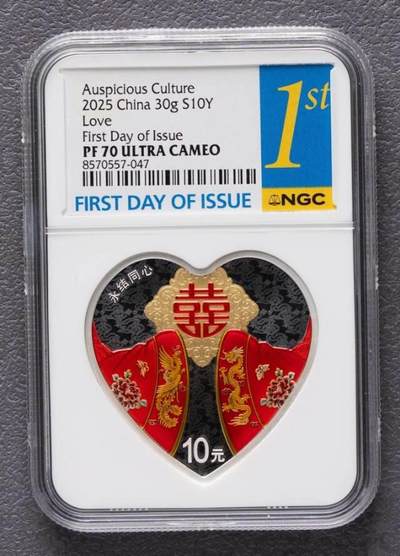 Auspicious Culture
2025 China 30g S10Y
Love
First Day of Issue
PF 70 ULTRA CAMEO
8570557-047
FIRST DAY OF ISSUE
1st
NGC
永结同心
囍
10元